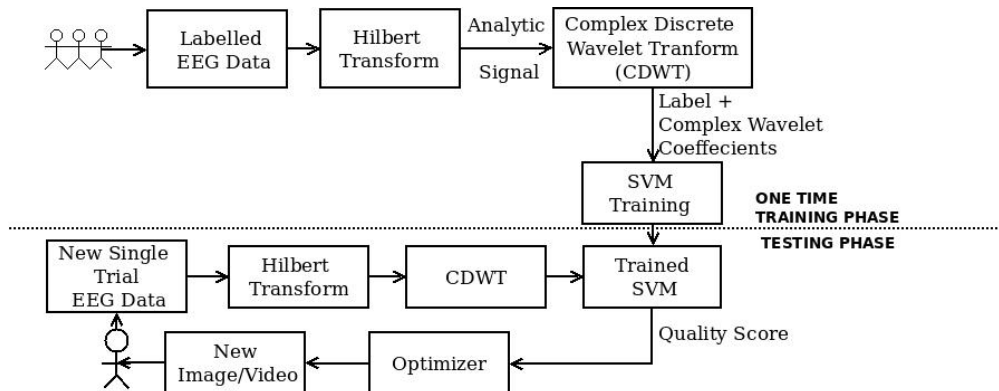 Labelled
EEG Data
Hilbert
Transform
Analytic
Signal
Complex Discrete
Wavelet Tranform
(CDWT)
Label +
Complex Wavelet
Coeffecients
SVM
Training
ONE TIME
TRAINING PHASE
TESTING PHASE
New Single
Trial
EEG Data
Hilbert
Transform
CDWT
Trained
SVM
Quality Score
Optimizer
New
Image/Video